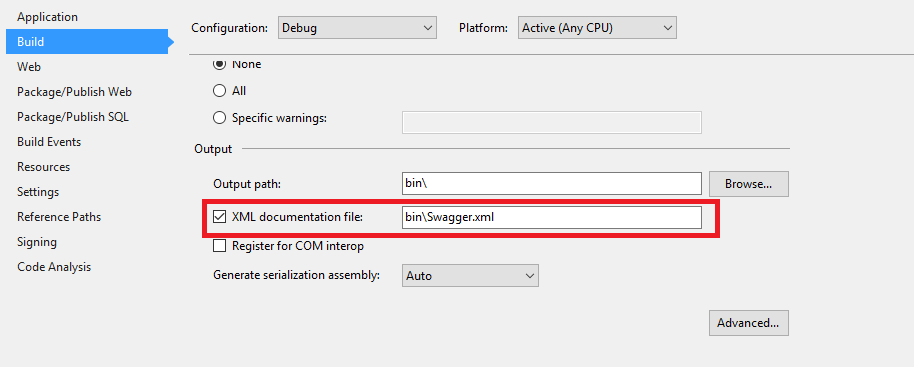 Application
Build
Web
Package/Publish Web
Package/Publish SQL
Build Events
Resources
Settings
Reference Paths
Signing
Code Analysis
Configuration: Debug Platform: Active (Any CPU)
None
All
Specific warnings:
Output
Output path: bin\ Browse...
XML documentation file: bin\Swagger.xml
Register for COM interop
Generate serialization assembly: Auto
Advanced...